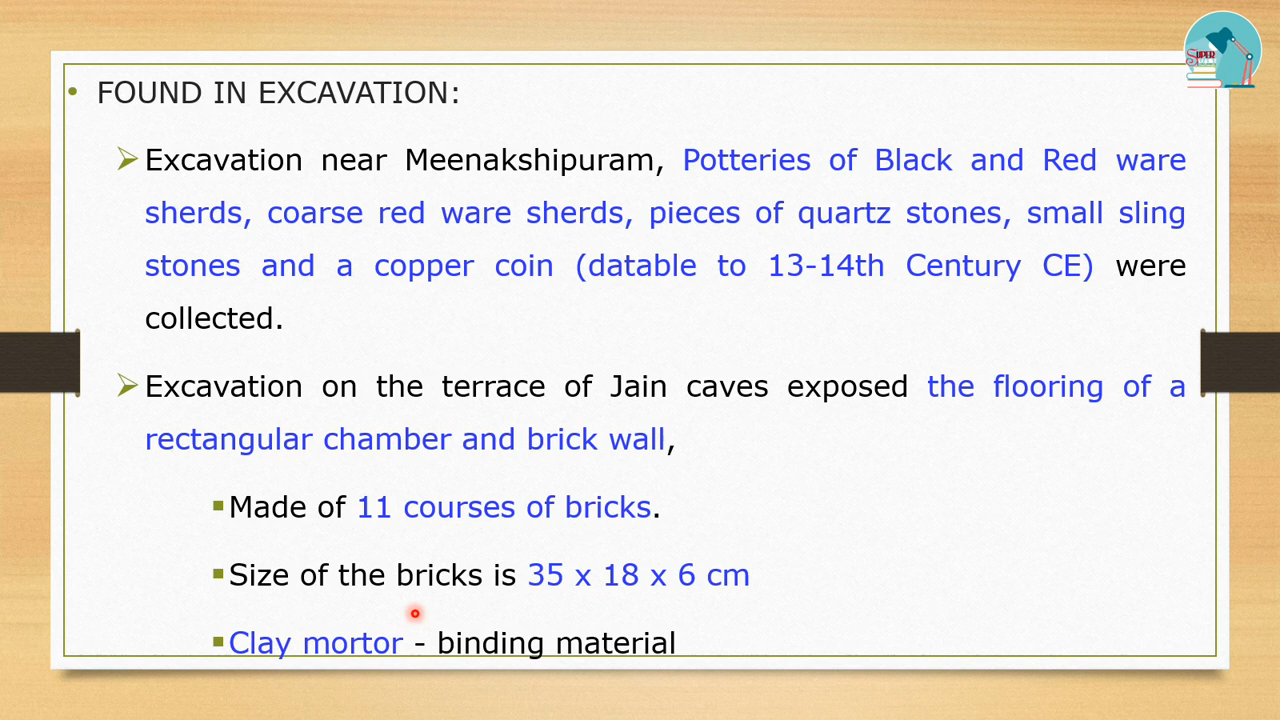 SUPER
• FOUND IN EXCAVATION:
➢ Excavation near Meenakshipuram, Potteries of Black and Red ware
sherds, coarse red ware sherds, pieces of quartz stones, small sling
stones and a copper coin (datable to 13-14th Century CE) were
collected.
➢ Excavation on the terrace of Jain caves exposed the flooring of a
rectangular chamber and brick wall,
▪ Made of 11 courses of bricks.
▪ Size of the bricks is 35 x 18 x 6 cm
▪ Clay mortor - binding material